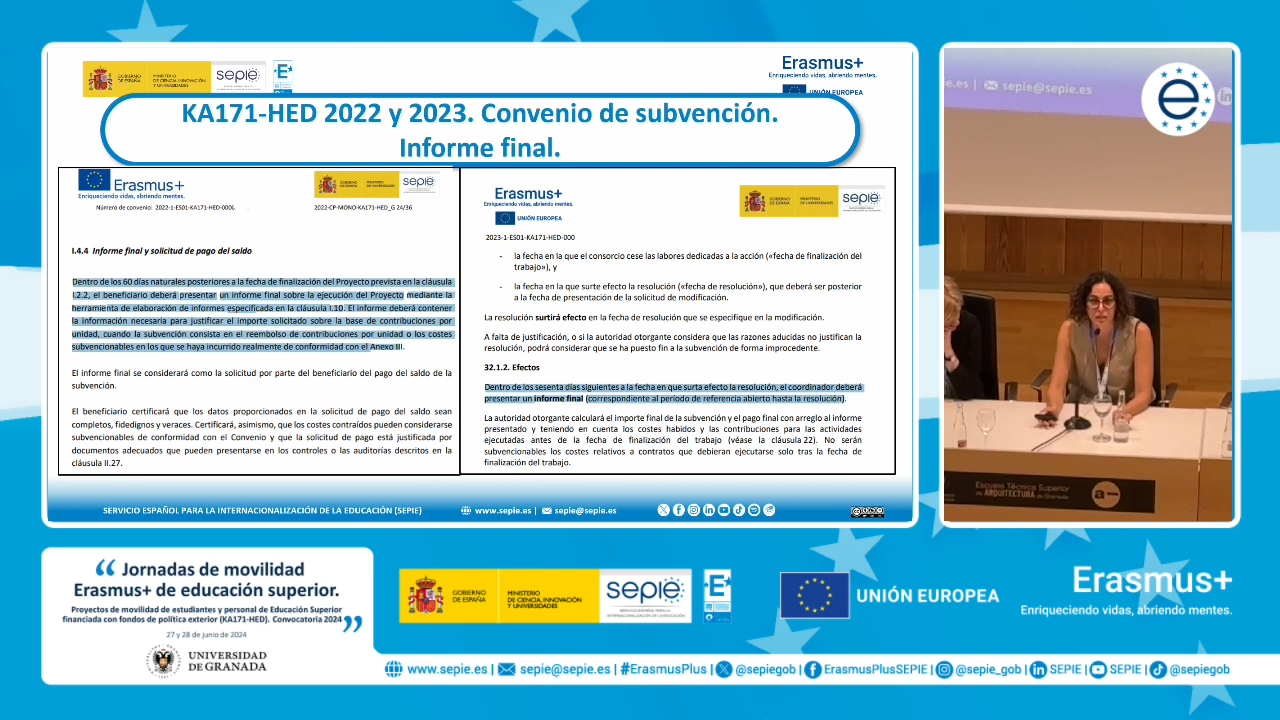 GOBIERNO
DE ESPAÑA
MINISTERIO
DE CIENCIA, INNOVACIÓN
Y UNIVERSIDADES
sepie
Erasmus+
Enriqueciendo vidas, abriendo mentes.
UNIÓN EUROPEA
KA171-HED 2022 y 2023. Convenio de subvención.
Informe final.
Erasmus+
Enriqueciendo vidas, abriendo mentes.
sepie
Número de convenio: 2022-1-ES01-KA171-HED-000
2022-CP-MONO-KA171-HED_G 24/36
I.4.4 Informe final y solicitud de pago del saldo
Dentro de los 60 días naturales posteriores a la fecha de finalización del Proyecto prevista en la cláusula
I.2.2, el beneficiario deberá presentar un informe final sobre la ejecución del Proyecto mediante la
herramienta de elaboración de informes especificada en la cláusula I.10. El informe deberá contener
la información necesaria para justificar el importe solicitado sobre la base de contribuciones por
unidad, cuando la subvención consista en el reembolso de contribuciones por unidad o los costes
subvencionables en los que se haya incurrido realmente de conformidad con el Anexo III.
El informe final se considerará como la solicitud por parte del beneficiario del pago del saldo de la
subvención.
El beneficiario certificará que los datos proporcionados en la solicitud de pago del saldo sean
completos, fidedignos y veraces. Certificará, asimismo, que los costes contraídos pueden considerarse
subvencionables de conformidad con el Convenio y que la solicitud de pago está justificada por
documentos adecuados que pueden presentarse en los controles o las auditorías descritos en la
cláusula II.27.
Erasmus+
Enriqueciendo vidas, abriendo mentes.
UNIÓN EUROPEA
sepie
2023-1-ES01-KA171-HED-000
- la fecha en la que el consorcio cese las labores dedicadas a la acción («fecha de finalización del
trabajo»), y
- la fecha en la que surte efecto la resolución («fecha de resolución»), que deberá ser posterior
a la fecha de presentación de la solicitud de modificación.
La resolución surtirá efecto en la fecha de resolución que se especifique en la modificación.
A falta de justificación, o si la autoridad otorgante considera que las razones aducidas no justifican la
resolución, podrá considerar que se ha puesto fin a la subvención de forma improcedente.
32.1.2. Efectos
Dentro de los sesenta días siguientes a la fecha en que surta efecto la resolución, el coordinador deberá
presentar un informe final (correspondiente al período de referencia abierto hasta la resolución).
La autoridad otorgante calculará el importe final de la subvención y el pago final con arreglo al informe
presentado y teniendo en cuenta los costes habidos y las contribuciones para las actividades
ejecutadas antes de la fecha de finalización del trabajo (véase la cláusula 22). No serán
subvencionables los costes relativos a contratos que debieran ejecutarse solo tras la fecha de
finalización del trabajo.
SERVICIO ESPAÑOL PARA LA INTERNACIONALIZACIÓN DE LA EDUCACIÓN (SEPIE)
www.sepie.es | sepie@sepie.es
.es | sepie@sepie.es
e
Escuela Técnica Superior
de ARQUITECTURA de Granada
a
“ Jornadas de movilidad
Erasmus+ de educación superior.
Proyectos de movilidad de estudiantes y personal de Educación Superior
financiada con fondos de política exterior (KA171-HED). Convocatoria 2024 ”
27 y 28 de junio de 2024
UNIVERSIDAD
DE GRANADA
GOBIERNO
DE ESPAÑA
MINISTERIO
DE CIENCIA, INNOVACIÓN
Y UNIVERSIDADES
sepie
SERVICIO ESPAÑOL PARA LA
INTERNACIONALIZACIÓN DE LA EDUCACIÓN
UNIÓN EUROPEA
Erasmus+
Enriqueciendo vidas, abriendo mentes.
www.sepie.es | sepie@sepie.es | #ErasmusPlus | @sepiegob | ErasmusPlusSEPIE | @sepie_gob | SEPIE | SEPIE | @sepiegob